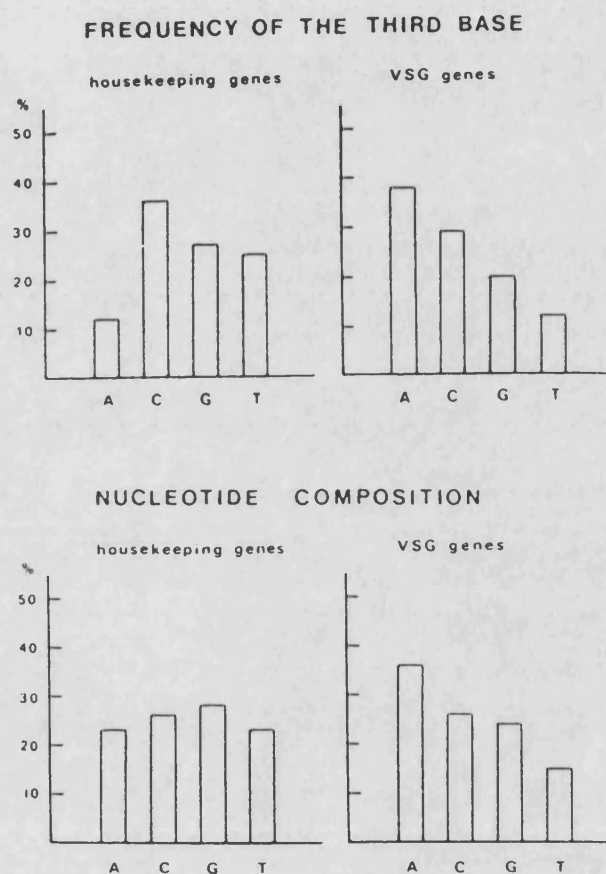 FREQUENCY OF THE THIRD BASE
housekeeping genes
VSG genes
%
50
40
30
20
10
A C G T
A C G T
NUCLEOTIDE COMPOSITION
housekeeping genes
VSG genes
%
50
40
30
20
10
A C G T
A C G T